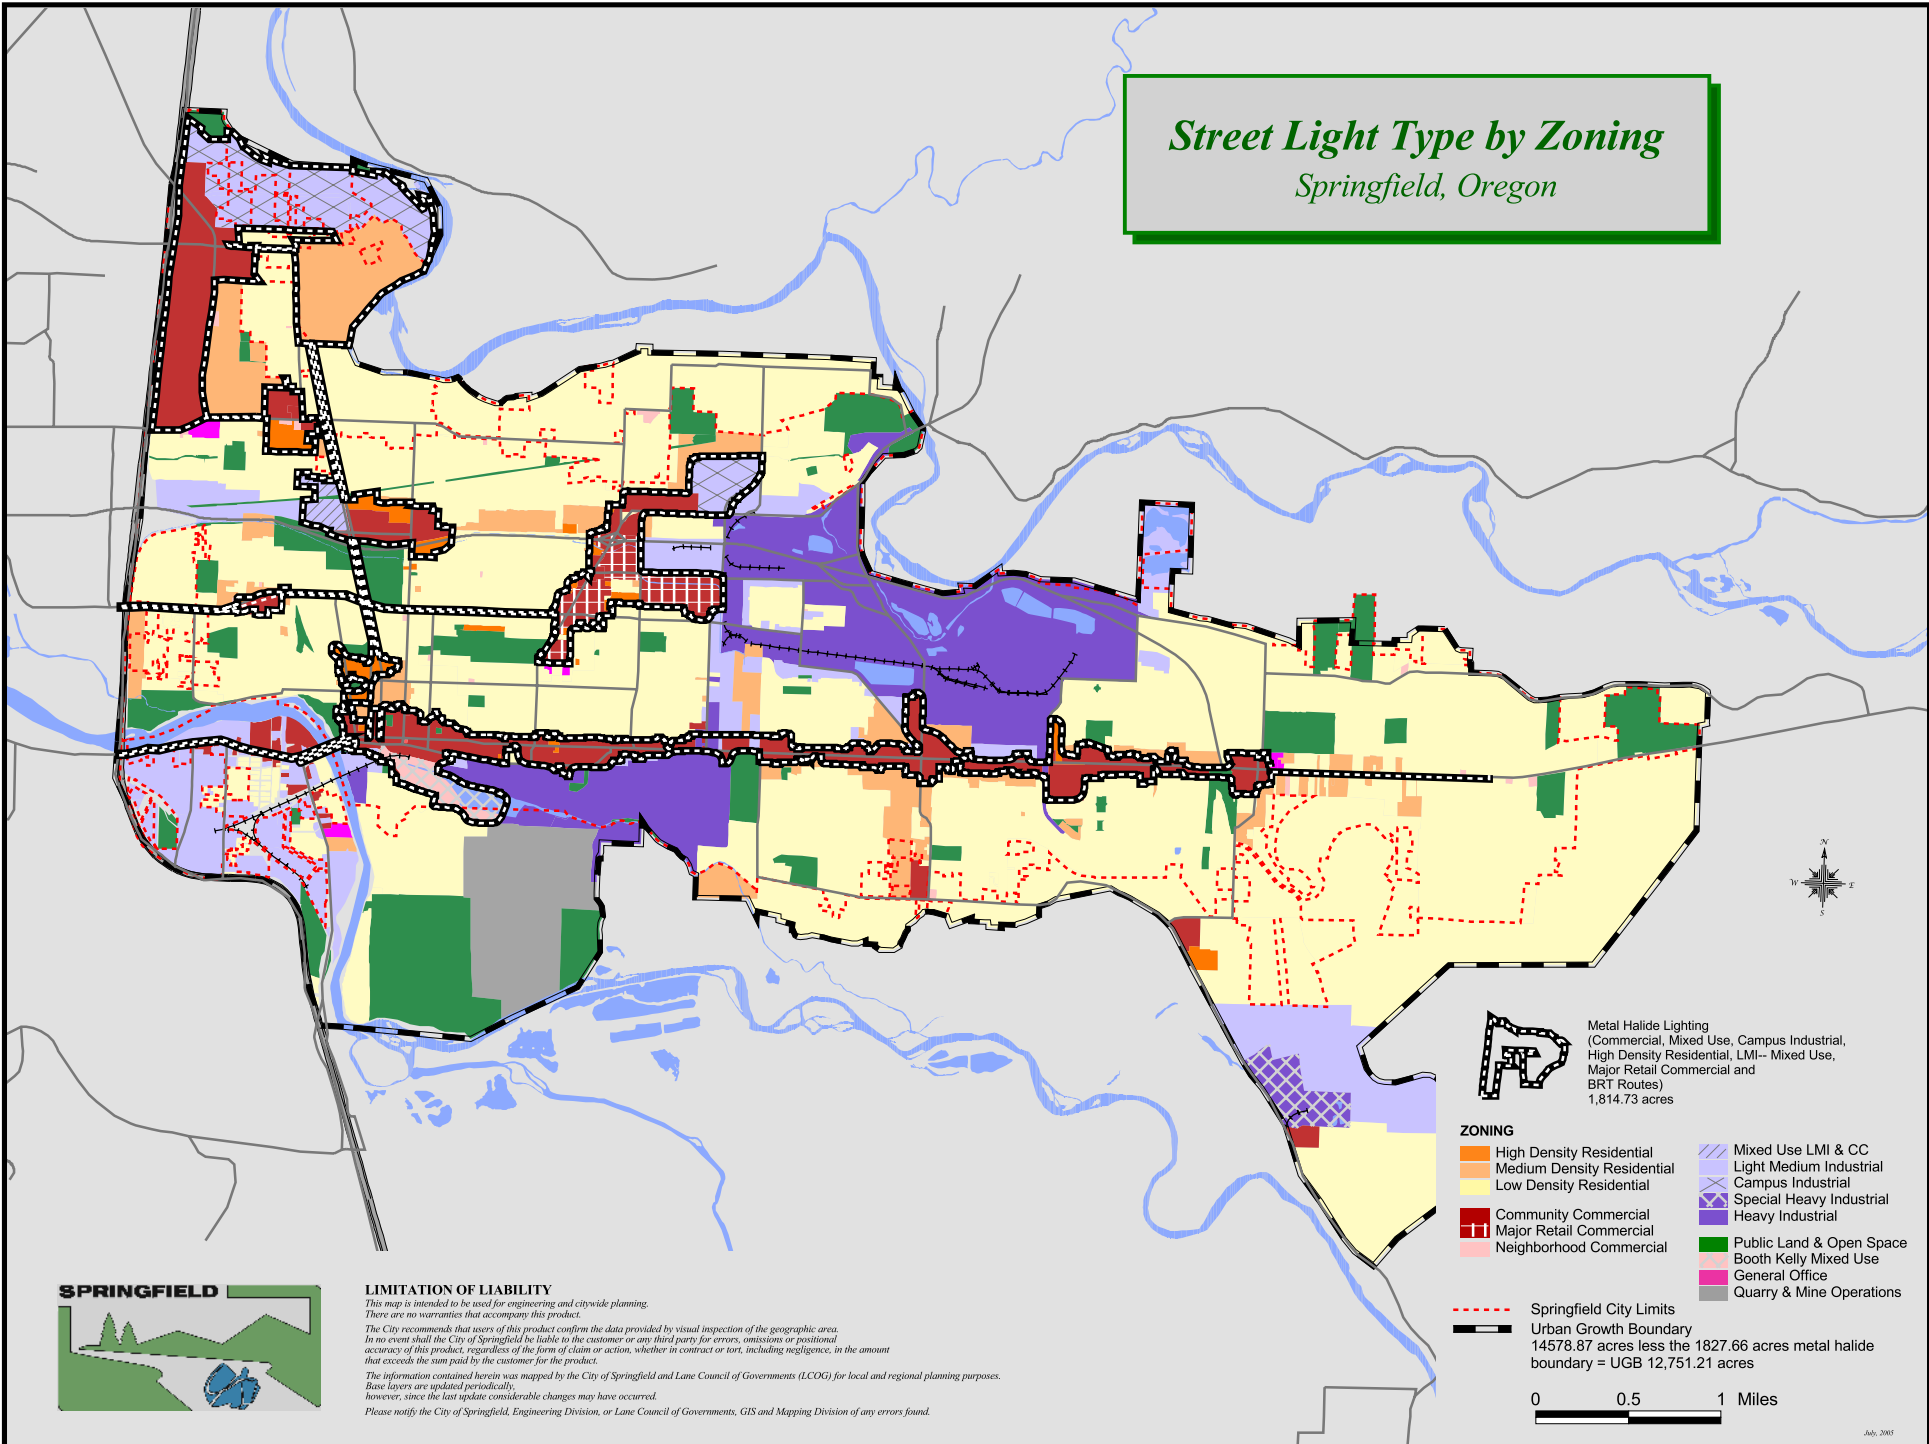 Street Light Type by Zoning
Springfield, Oregon
N
W
E
S
Metal Halide Lighting
(Commercial, Mixed Use, Campus Industrial,
High Density Residential, LMI-- Mixed Use,
Major Retail Commercial and
BRT Routes)
1,814.73 acres
ZONING
High Density Residential
Medium Density Residential
Low Density Residential
Community Commercial
Major Retail Commercial
Neighborhood Commercial
Mixed Use LMI & CC
Light Medium Industrial
Campus Industrial
Special Heavy Industrial
Heavy Industrial
Public Land & Open Space
Booth Kelly Mixed Use
General Office
Quarry & Mine Operations
Springfield City Limits
Urban Growth Boundary
14578.87 acres less the 1827.66 acres metal halide
boundary = UGB 12,751.21 acres
0 0.5 1 Miles
July, 2005
SPRINGFIELD
LIMITATION OF LIABILITY
This map is intended to be used for engineering and citywide planning.
There are no warranties that accompany this product.
The City recommends that users of this product confirm the data provided by visual inspection of the geographic area.
In no event shall the City of Springfield be liable to the customer or any third party for errors, omissions or positional
accuracy of this product, regardless of the form of claim or action, whether in contract or tort, including negligence, in the amount
that exceeds the sum paid by the customer for the product.
The information contained herein was mapped by the City of Springfield and Lane Council of Governments (LCOG) for local and regional planning purposes.
Base layers are updated periodically,
however, since the last update considerable changes may have occurred.
Please notify the City of Springfield, Engineering Division, or Lane Council of Governments, GIS and Mapping Division of any errors found.